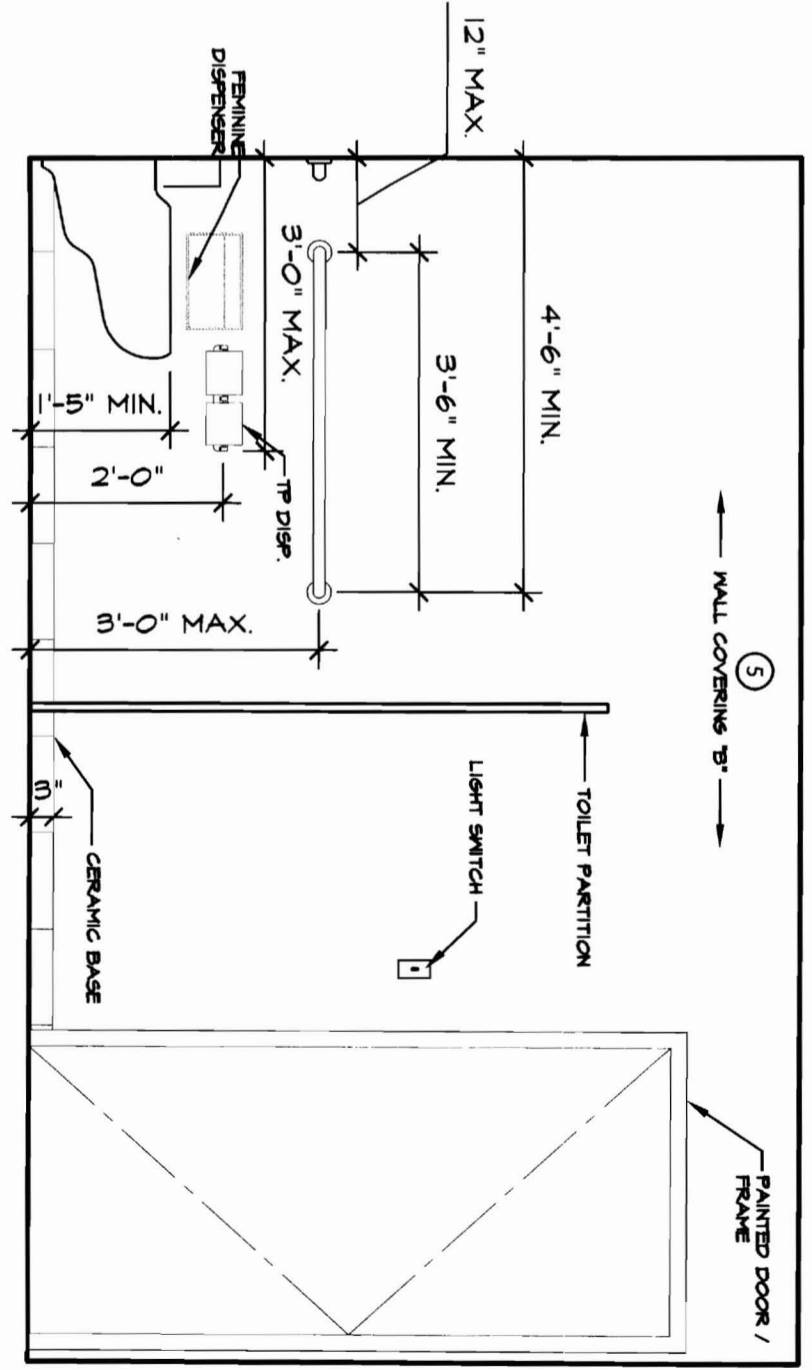 5
WALL COVERING "B"
PAINTED DOOR /
FRAME
TOILET PARTITION
LIGHT SWITCH
4'-6" MIN.
3'-6" MIN.
12" MAX.
3'-0" MAX.
FEMININE
DISPENSER
TP DISP.
1'-5" MIN.
2'-0"
3'-0" MAX.
3"
CERAMIC BASE